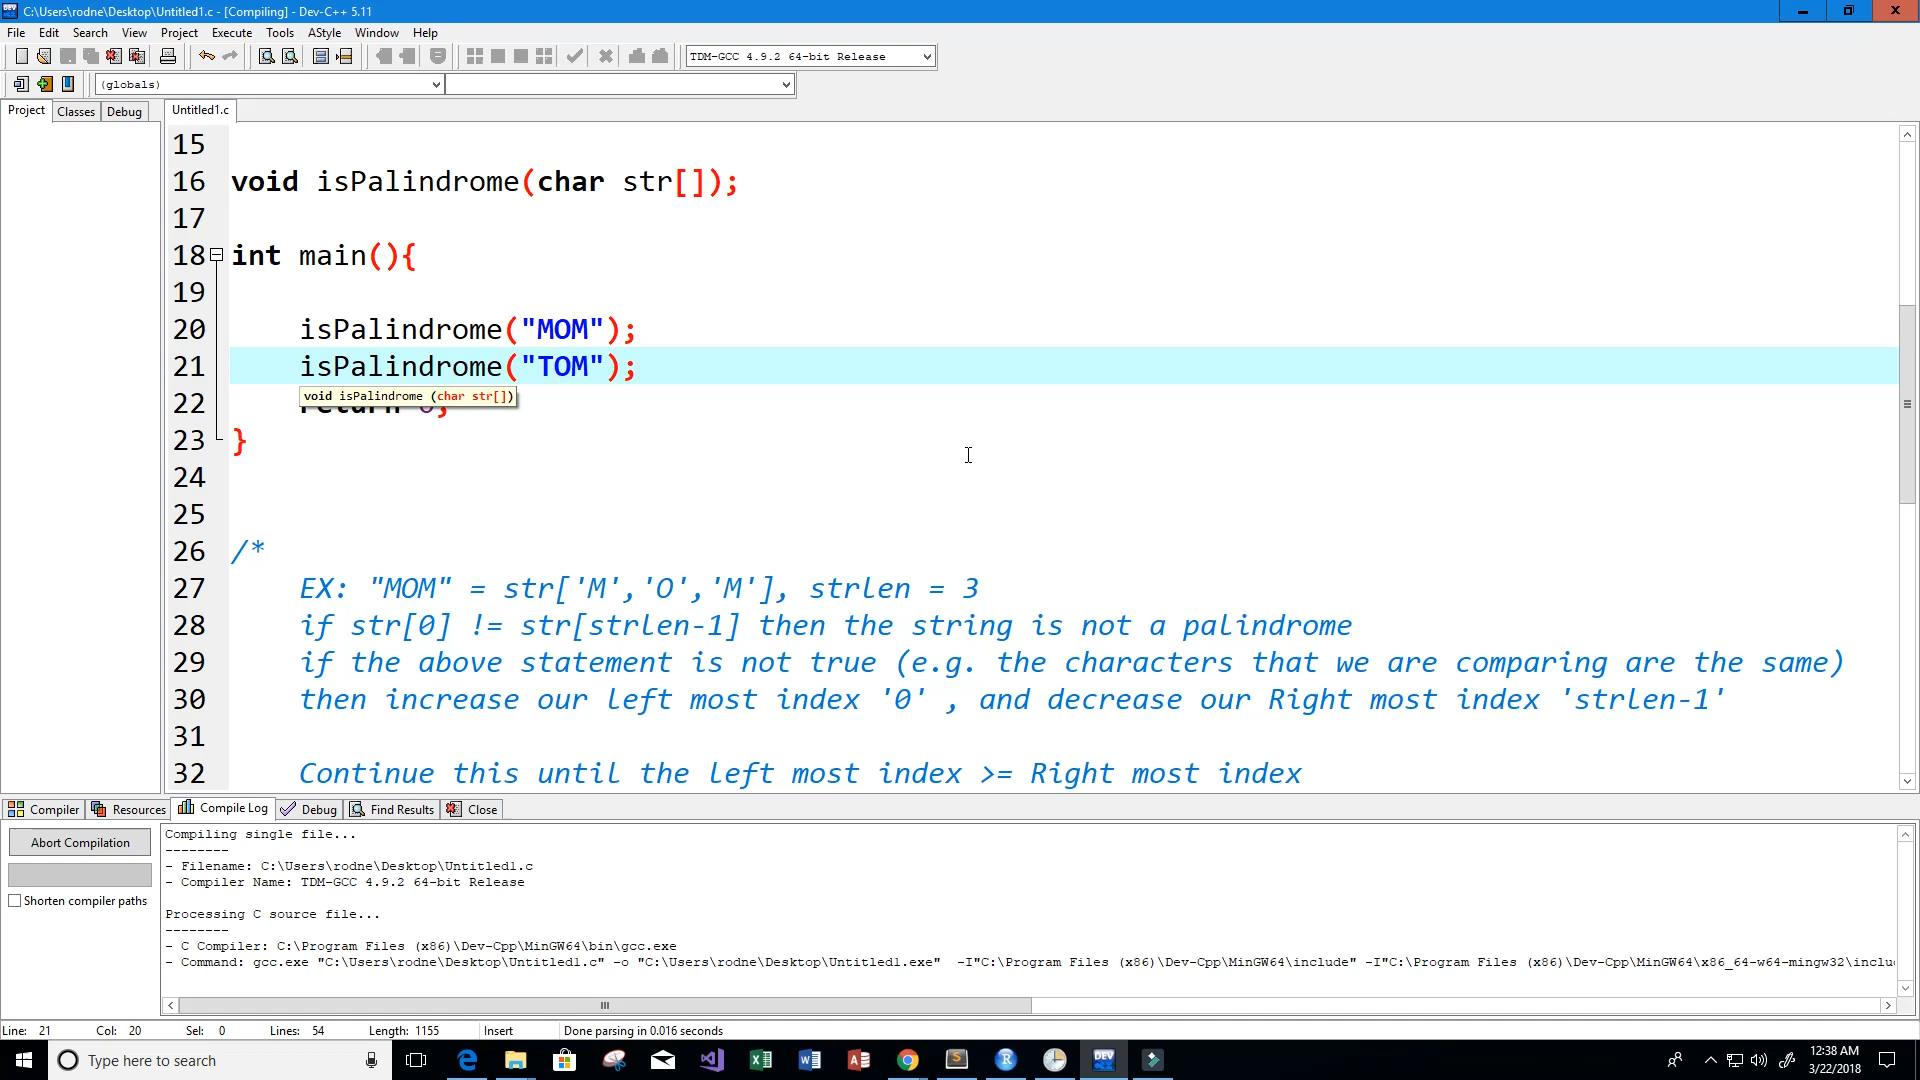 C:\Users\rodne\Desktop\Untitled1.c - [Compiling] - Dev-C++ 5.11
File Edit Search View Project Execute Tools AStyle Window Help
TDM-GCC 4.9.2 64-bit Release
(globals)
Project Classes Debug Untitled1.c
15
16 void isPalindrome(char str[]);
17
18 int main(){
19
20 isPalindrome("MOM");
21 isPalindrome("TOM");
void isPalindrome (char str[])
22 return 0;
23 }
24
25
26 /*
27 EX: "MOM" = str['M','O','M'], strlen = 3
28 if str[0] != str[strlen-1] then the string is not a palindrome
29 if the above statement is not true (e.g. the characters that we are comparing are the same)
30 then increase our left most index '0' , and decrease our Right most index 'strlen-1'
31
32 Continue this until the left most index >= Right most index
Compiler Resources Compile Log Debug Find Results Close
Abort Compilation
Shorten compiler paths
Compiling single file...
--------
- Filename: C:\Users\rodne\Desktop\Untitled1.c
- Compiler Name: TDM-GCC 4.9.2 64-bit Release
Processing C source file...
--------
- C Compiler: C:\Program Files (x86)\Dev-Cpp\MinGW64\bin\gcc.exe
- Command: gcc.exe "C:\Users\rodne\Desktop\Untitled1.c" -o "C:\Users\rodne\Desktop\Untitled1.exe" -I"C:\Program Files (x86)\Dev-Cpp\MinGW64\include" -I"C:\Program Files (x86)\Dev-Cpp\MinGW64\x86_64-w64-mingw32\inclu
Line: 21 Col: 20 Sel: 0 Lines: 54 Length: 1155 Insert Done parsing in 0.016 seconds
Type here to search
12:38 AM
3/22/2018